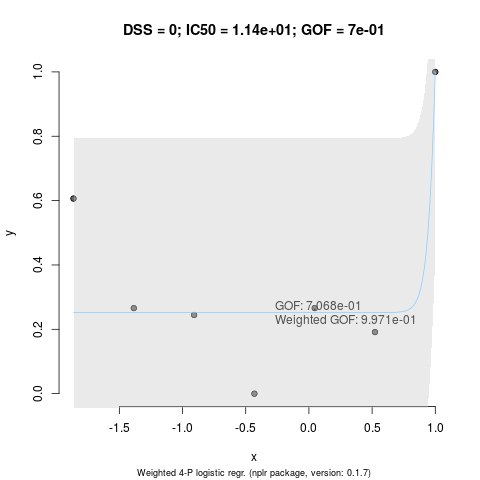 DSS = 0; IC50 = 1.14e+01; GOF = 7e-01
1.0
0.8
0.6
0.4
0.2
0.0
y
GOF: 7.068e-01
Weighted GOF: 9.971e-01
-1.5 -1.0 -0.5 0.0 0.5 1.0
x
Weighted 4-P logistic regr. (nplr package, version: 0.1.7)